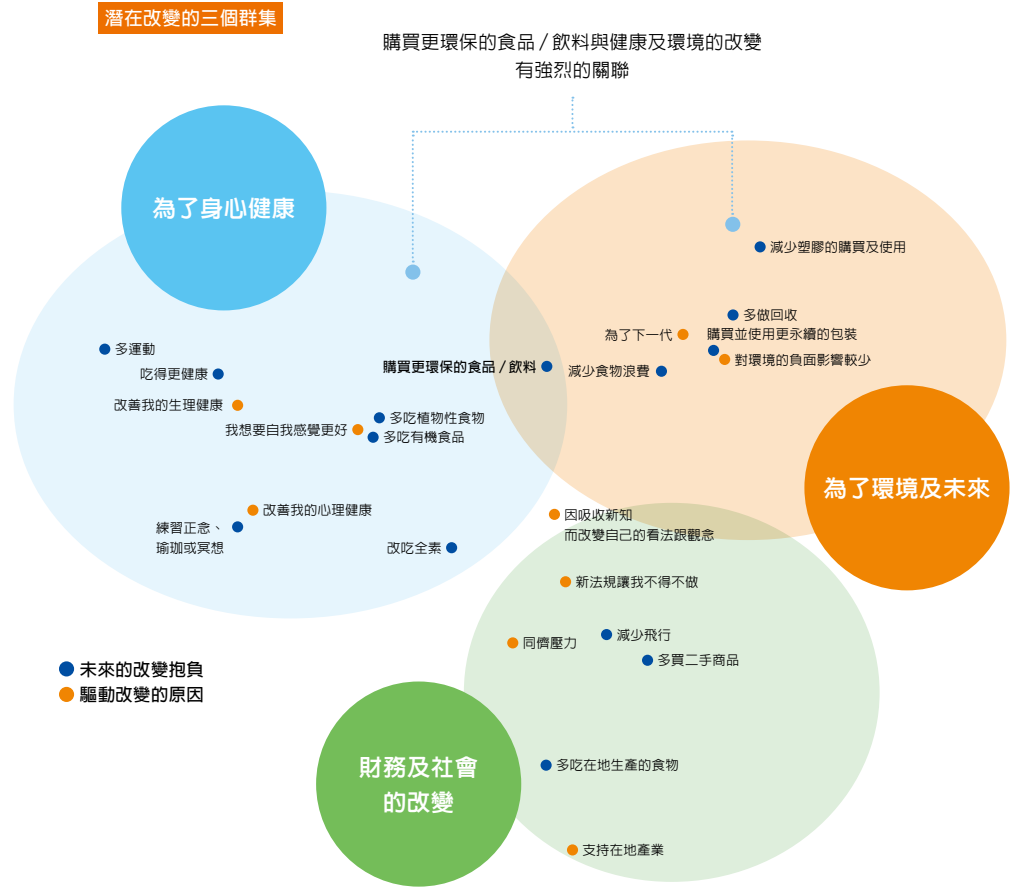 潛在改變的三個群集
購買更環保的食品 / 飲料與健康及環境的改變
有強烈的關聯
為了身心健康
減少塑膠的購買及使用
多做回收
為了下一代
購買並使用更永續的包裝
多運動
對環境的負面影響較少
購買更環保的食品 / 飲料
減少食物浪費
吃得更健康
改善我的生理健康
多吃植物性食物
我想要自我感覺更好
多吃有機食品
為了環境及未來
改善我的心理健康
因吸收新知
而改變自己的看法跟觀念
練習正念、
瑜珈或冥想
改吃全素
新法規讓我不得不做
減少飛行
同儕壓力
多買二手商品
未來的改變抱負
驅動改變的原因
財務及社會
的改變
多吃在地生產的食物
支持在地產業